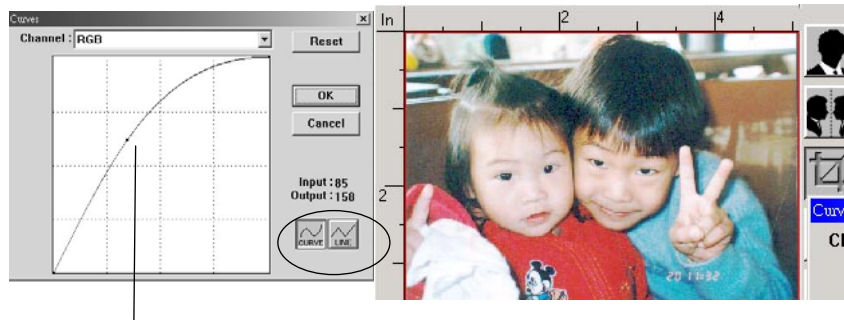 Curves
Channel : RGB
Reset
OK
Cancel
Input : 85
Output : 158
CURVE LINE
In
2
4
2
20 11:32
Curv
Cl